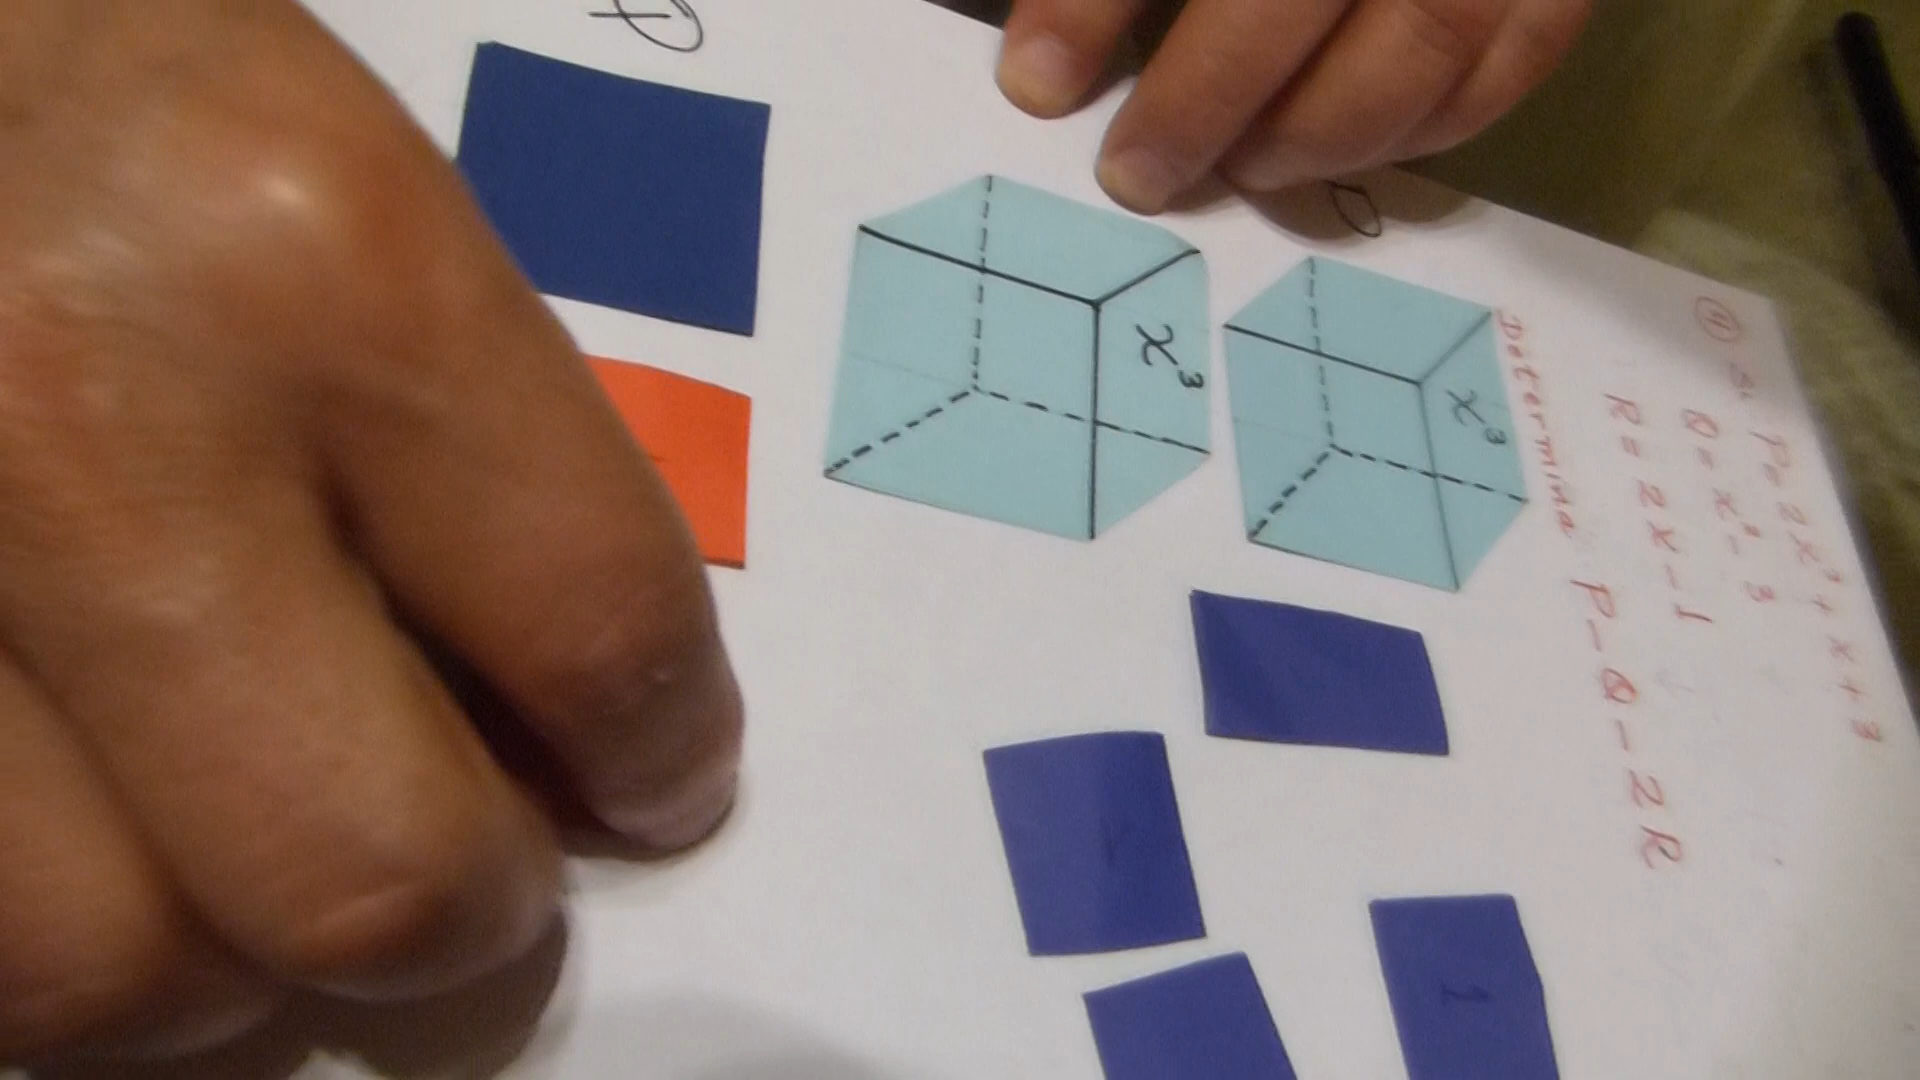 P= 2x³+ x + 3
Q= x² - 3
R= 2x - 1
Determina P - Q - 2R
x³
x³
P
Q
1